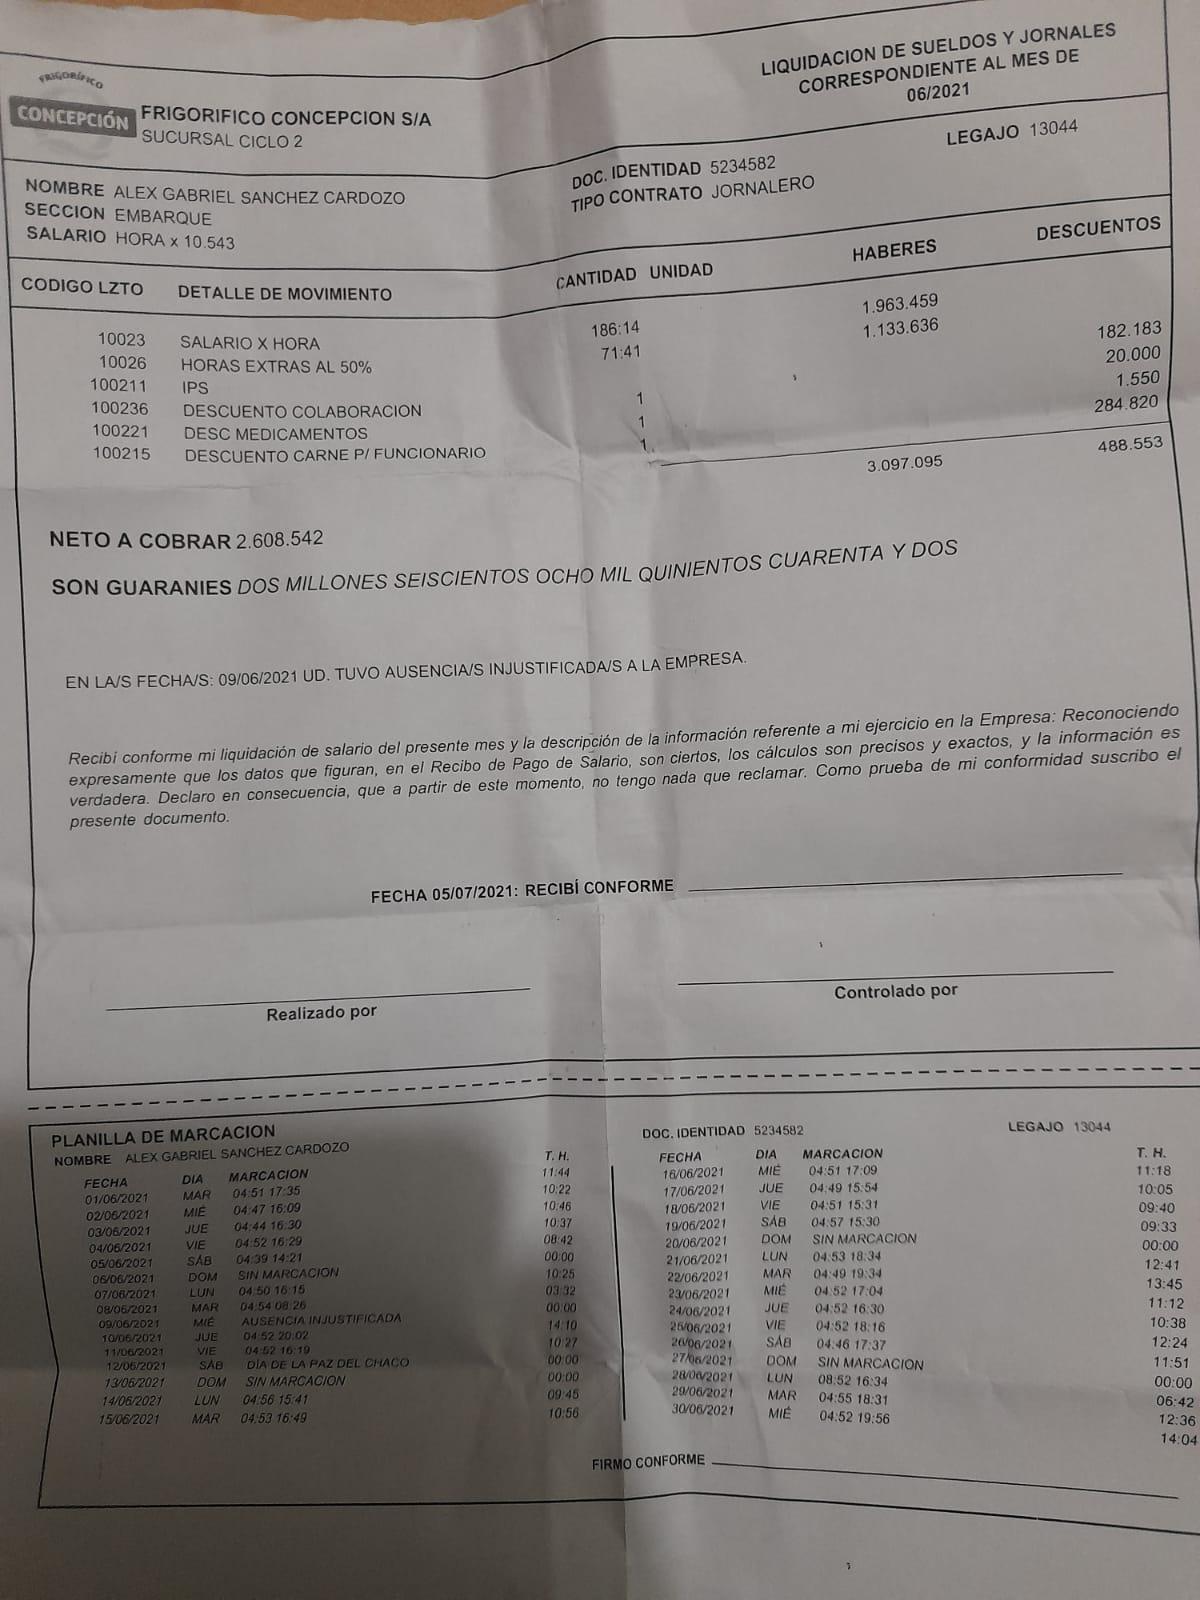 FRIGORÍFICO
CONCEPCIÓN
FRIGORIFICO CONCEPCION S/A
SUCURSAL CICLO 2
LIQUIDACION DE SUELDOS Y JORNALES
CORRESPONDIENTE AL MES DE
06/2021
LEGAJO 13044
NOMBRE ALEX GABRIEL SANCHEZ CARDOZO
DOC. IDENTIDAD 5234582
SECCION EMBARQUE
TIPO CONTRATO JORNALERO
SALARIO HORA x 10.543
CODIGO LZTO DETALLE DE MOVIMIENTO CANTIDAD UNIDAD HABERES DESCUENTOS
10023 SALARIO X HORA 186:14 1.963.459
10026 HORAS EXTRAS AL 50% 71:41 1.133.636
100211 IPS 182.183
100236 DESCUENTO COLABORACION 1 20.000
100221 DESC MEDICAMENTOS 1 1.550
100215 DESCUENTO CARNE P/ FUNCIONARIO 1 284.820
3.097.095 488.553
NETO A COBRAR 2.608.542
SON GUARANIES DOS MILLONES SEISCIENTOS OCHO MIL QUINIENTOS CUARENTA Y DOS
EN LA/S FECHA/S: 09/06/2021 UD. TUVO AUSENCIA/S INJUSTIFICADA/S A LA EMPRESA.
Recibí conforme mi liquidación de salario del presente mes y la descripción de la información referente a mi ejercicio en la Empresa: Reconociendo
expresamente que los datos que figuran, en el Recibo de Pago de Salario, son ciertos, los cálculos son precisos y exactos, y la información es
verdadera. Declaro en consecuencia, que a partir de este momento, no tengo nada que reclamar. Como prueba de mi conformidad suscribo el
presente documento.
FECHA 05/07/2021: RECIBÍ CONFORME
Realizado por
Controlado por
PLANILLA DE MARCACION
NOMBRE ALEX GABRIEL SANCHEZ CARDOZO
DOC. IDENTIDAD 5234582
LEGAJO 13044
FECHA DIA MARCACION T. H.
01/06/2021 MAR 04:51 17:35 11:44
02/06/2021 MIÉ 04:47 16:09 10:22
03/06/2021 JUE 04:44 16:30 10:46
04/06/2021 VIE 04:52 16:29 10:37
05/06/2021 SÁB 04:39 14:21 08:42
06/06/2021 DOM SIN MARCACION 00:00
07/06/2021 LUN 04:50 16:15 10:25
08/06/2021 MAR 04:54 08:26 03:32
09/06/2021 MIÉ AUSENCIA INJUSTIFICADA 00:00
10/06/2021 JUE 04:52 20:02 14:10
11/06/2021 VIE 04:52 16:19 10:27
12/06/2021 SÁB DÍA DE LA PAZ DEL CHACO 00:00
13/06/2021 DOM SIN MARCACION 00:00
14/06/2021 LUN 04:56 15:41 09:45
15/06/2021 MAR 04:53 16:49 10:56
FECHA DIA MARCACION T. H.
16/06/2021 MIÉ 04:51 17:09 11:18
17/06/2021 JUE 04:49 15:54 10:05
18/06/2021 VIE 04:51 15:31 09:40
19/06/2021 SÁB 04:57 15:30 09:33
20/06/2021 DOM SIN MARCACION 00:00
21/06/2021 LUN 04:53 18:34 12:41
22/06/2021 MAR 04:49 19:34 13:45
23/06/2021 MIÉ 04:52 17:04 11:12
24/06/2021 JUE 04:52 16:30 10:38
25/06/2021 VIE 04:52 18:16 12:24
26/06/2021 SÁB 04:46 17:37 11:51
27/06/2021 DOM SIN MARCACION 00:00
28/06/2021 LUN 08:52 16:34 06:42
29/06/2021 MAR 04:55 18:31 12:36
30/06/2021 MIÉ 04:52 19:56 14:04
FIRMO CONFORME